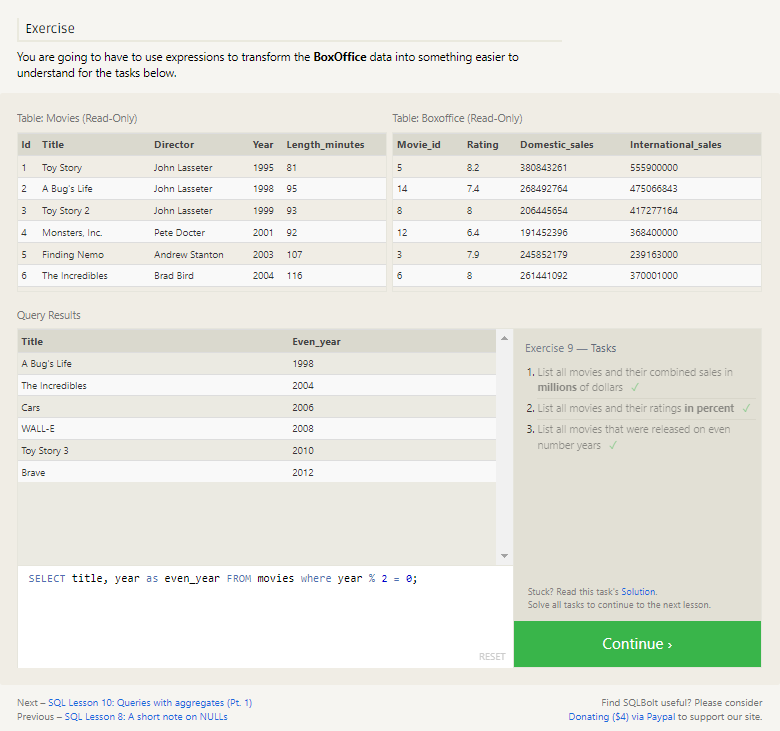 Exercise
You are going to have to use expressions to transform the BoxOffice data into something easier to
understand for the tasks below.
Table: Movies (Read-Only)
Id Title Director Year Length_minutes
1 Toy Story John Lasseter 1995 81
2 A Bug's Life John Lasseter 1998 95
3 Toy Story 2 John Lasseter 1999 93
4 Monsters, Inc. Pete Docter 2001 92
5 Finding Nemo Andrew Stanton 2003 107
6 The Incredibles Brad Bird 2004 116
Table: Boxoffice (Read-Only)
Movie_id Rating Domestic_sales International_sales
5 8.2 380843261 555900000
14 7.4 268492764 475066843
8 8 206445654 417277164
12 6.4 191452396 368400000
3 7.9 245852179 239163000
6 8 261441092 370001000
Query Results
Title Even_year
A Bug's Life 1998
The Incredibles 2004
Cars 2006
WALL-E 2008
Toy Story 3 2010
Brave 2012
SELECT title, year as even_year FROM movies where year % 2 = 0;
RESET
Exercise 9 — Tasks
1. List all movies and their combined sales in
millions of dollars ✓
2. List all movies and their ratings in percent ✓
3. List all movies that were released on even
number years ✓
Stuck? Read this task's Solution.
Solve all tasks to continue to the next lesson.
Continue ›
Next – SQL Lesson 10: Queries with aggregates (Pt. 1)
Previous – SQL Lesson 8: A short note on NULLs
Find SQLBolt useful? Please consider
Donating ($4) via Paypal to support our site.